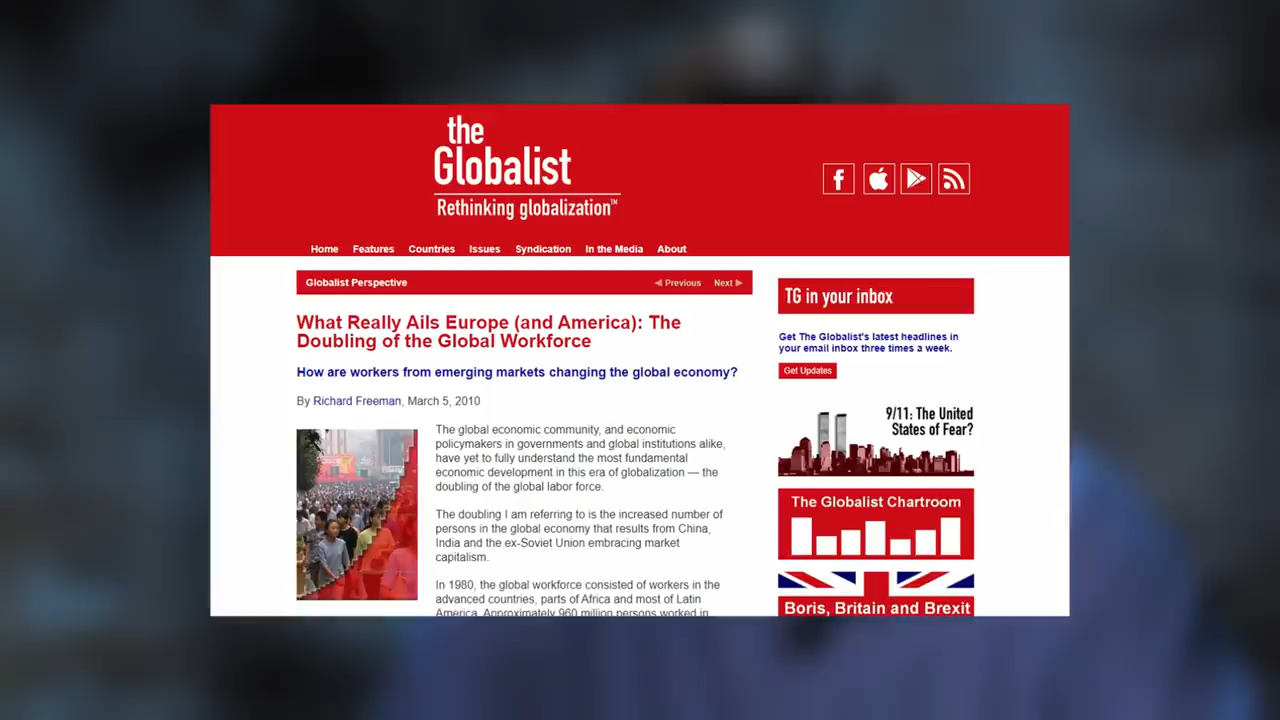 the
Globalist
Rethinking globalization™
Home Features Countries Issues Syndication In the Media About
Globalist Perspective
Previous Next
What Really Ails Europe (and America): The
Doubling of the Global Workforce
How are workers from emerging markets changing the global economy?
By Richard Freeman, March 5, 2010
The global economic community, and economic
policymakers in governments and global institutions alike,
have yet to fully understand the most fundamental
economic development in this era of globalization — the
doubling of the global labor force.
The doubling I am referring to is the increased number of
persons in the global economy that results from China,
India and the ex-Soviet Union embracing market
capitalism.
In 1980, the global workforce consisted of workers in the
advanced countries, parts of Africa and most of Latin
America. Approximately 960 million persons worked in
TG in your inbox
Get The Globalist's latest headlines in
your email inbox three times a week.
Get Updates
9/11: The United
States of Fear?
The Globalist Chartroom
Boris, Britain and Brexit